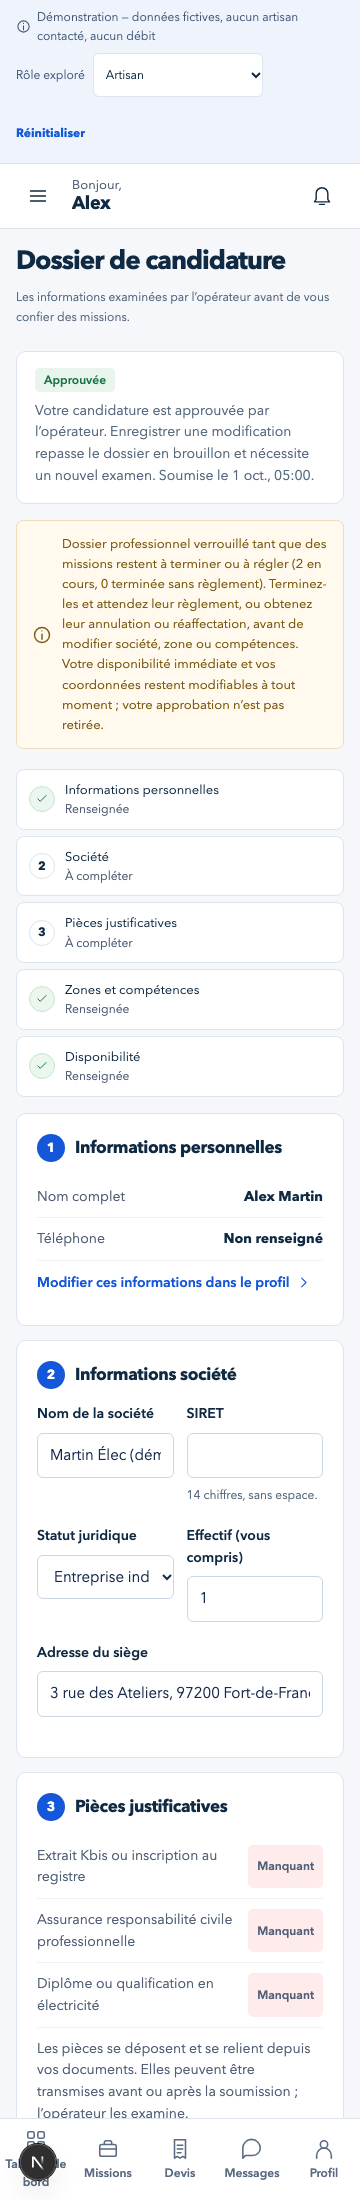 Démonstration — données fictives, aucun artisan
contacté, aucun débit
Rôle exploré
Artisan
Réinitialiser
Bonjour,
Alex
Dossier de candidature
Les informations examinées par l’opérateur avant de vous
confier des missions.
Approuvée
Votre candidature est approuvée par
l’opérateur. Enregistrer une modification
repasse le dossier en brouillon et nécessite
un nouvel examen. Soumise le 1 oct., 05:00.
Dossier professionnel verrouillé tant que des
missions restent à terminer ou à régler (2 en
cours, 0 terminée sans règlement). Terminez-
les et attendez leur règlement, ou obtenez
leur annulation ou réaffectation, avant de
modifier société, zone ou compétences.
Votre disponibilité immédiate et vos
coordonnées restent modifiables à tout
moment ; votre approbation n’est pas
retirée.
Informations personnelles
Renseignée
2
Société
À compléter
3
Pièces justificatives
À compléter
Zones et compétences
Renseignée
Disponibilité
Renseignée
1 Informations personnelles
Nom complet Alex Martin
Téléphone Non renseigné
Modifier ces informations dans le profil
2 Informations société
Nom de la société SIRET
Martin Élec (dém
14 chiffres, sans espace.
Statut juridique
Effectif (vous
compris)
Entreprise ind
1
Adresse du siège
3 rue des Ateliers, 97200 Fort-de-Fran
3 Pièces justificatives
Extrait Kbis ou inscription au
registre
Manquant
Assurance responsabilité civile
professionnelle
Manquant
Diplôme ou qualification en
électricité
Manquant
Les pièces se déposent et se relient depuis
vos documents. Elles peuvent être
transmises avant ou après la soumission ;
l’opérateur les examine.
N
de
bord
Missions
Devis
Messages
Profil